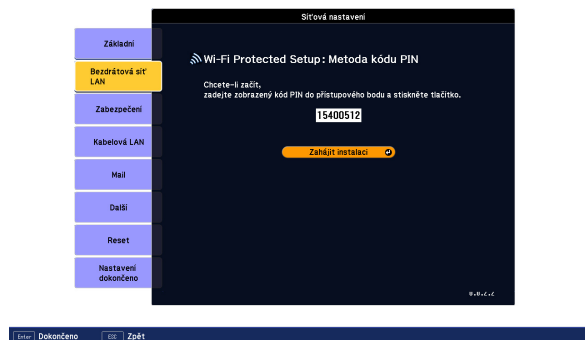 Síťová nastavení
Základní
Bezdrátová síť
LAN
Zabezpečení
Kabelová LAN
Mail
Další
Reset
Nastavení
dokončeno
Wi-Fi Protected Setup: Metoda kódu PIN
Chcete-li začít,
zadejte zobrazený kód PIN do přístupového bodu a stiskněte tlačítko.
15400512
Zahájit instalaci
Enter Dokončeno
ESC Zpět